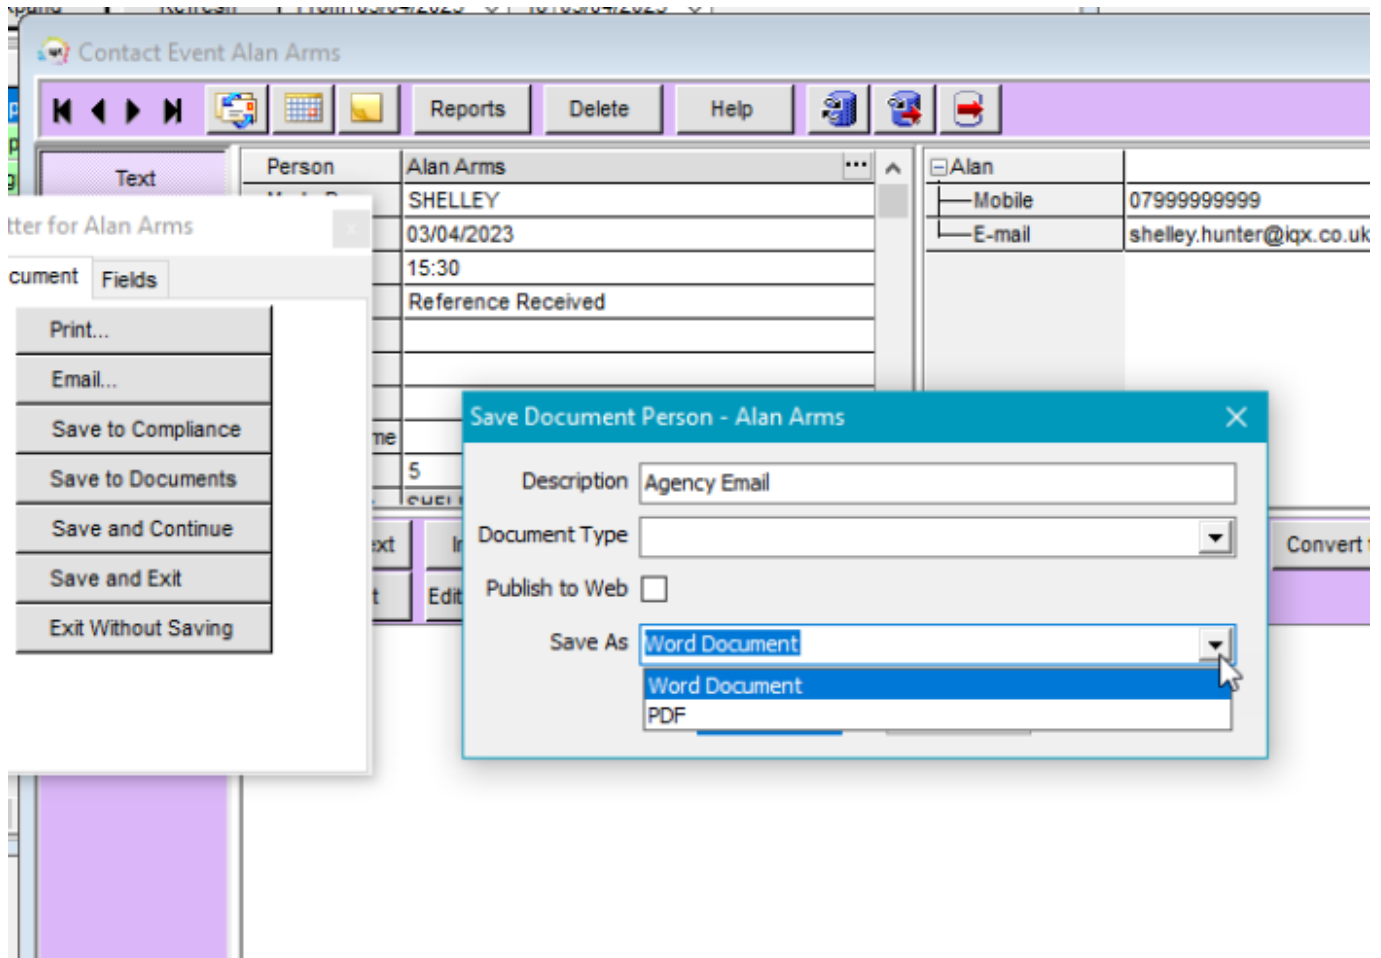 Refresh
Contact Event Alan Arms
Reports Delete Help
Text
Person Alan Arms ...
SHELLEY
03/04/2023
15:30
Reference Received
5
Alan
Mobile 07999999999
E-mail shelley.hunter@iqx.co.uk
for Alan Arms x
Fields
Print...
Email...
Save to Compliance
Save to Documents
Save and Continue
Save and Exit
Exit Without Saving
Save Document Person - Alan Arms
Description Agency Email
Document Type
Publish to Web
Save As Word Document
Word Document
PDF
Edit
Convert